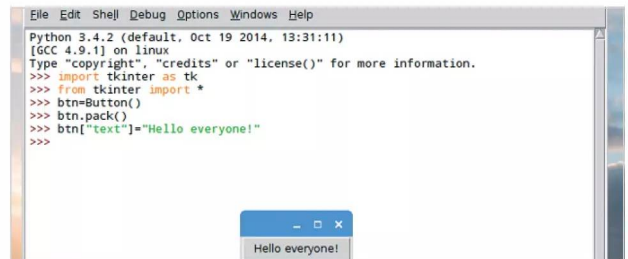 File Edit Shell Debug Options Windows Help
Python 3.4.2 (default, Oct 19 2014, 13:31:11)
[GCC 4.9.1] on linux
Type "copyright", "credits" or "license()" for more information.
>>> import tkinter as tk
>>> from tkinter import *
>>> btn=Button()
>>> btn.pack()
>>> btn["text"]="Hello everyone!"
>>>
Hello everyone!